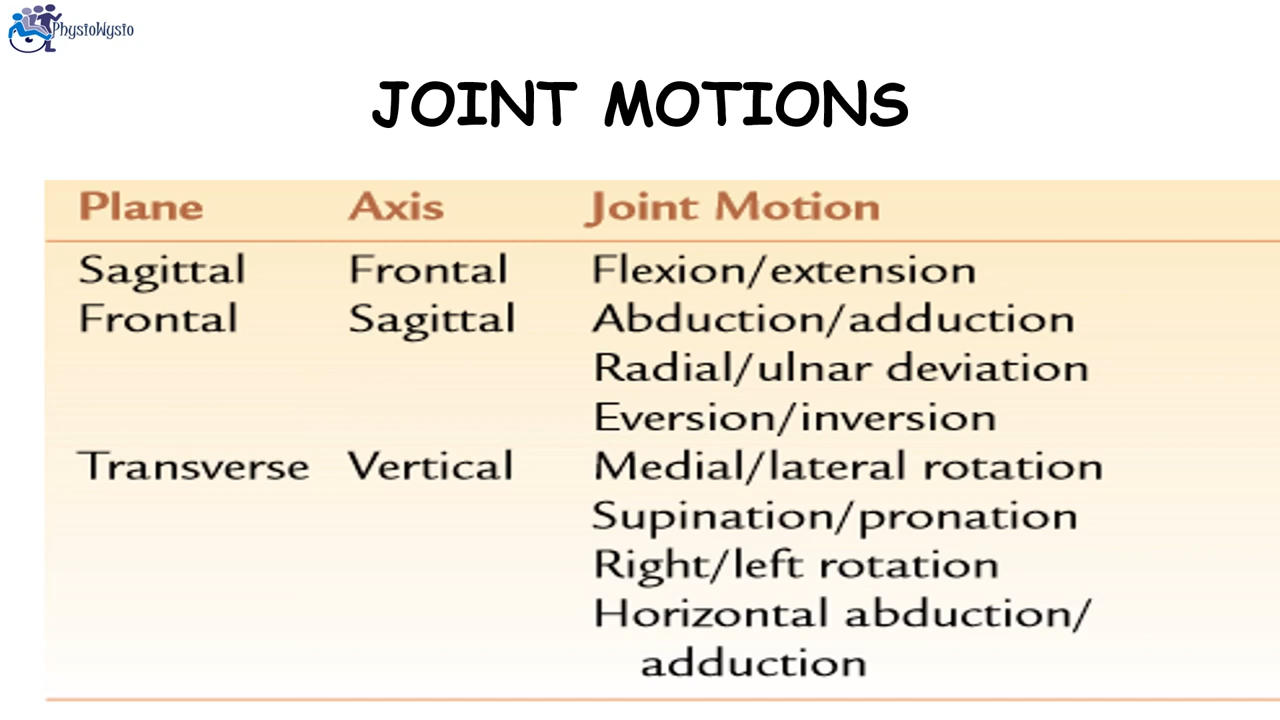 PhysioWysio
JOINT MOTIONS
Plane Axis Joint Motion
Sagittal Frontal Flexion/extension
Frontal Sagittal Abduction/adduction
Radial/ulnar deviation
Eversion/inversion
Transverse Vertical Medial/lateral rotation
Supination/pronation
Right/left rotation
Horizontal abduction/
adduction